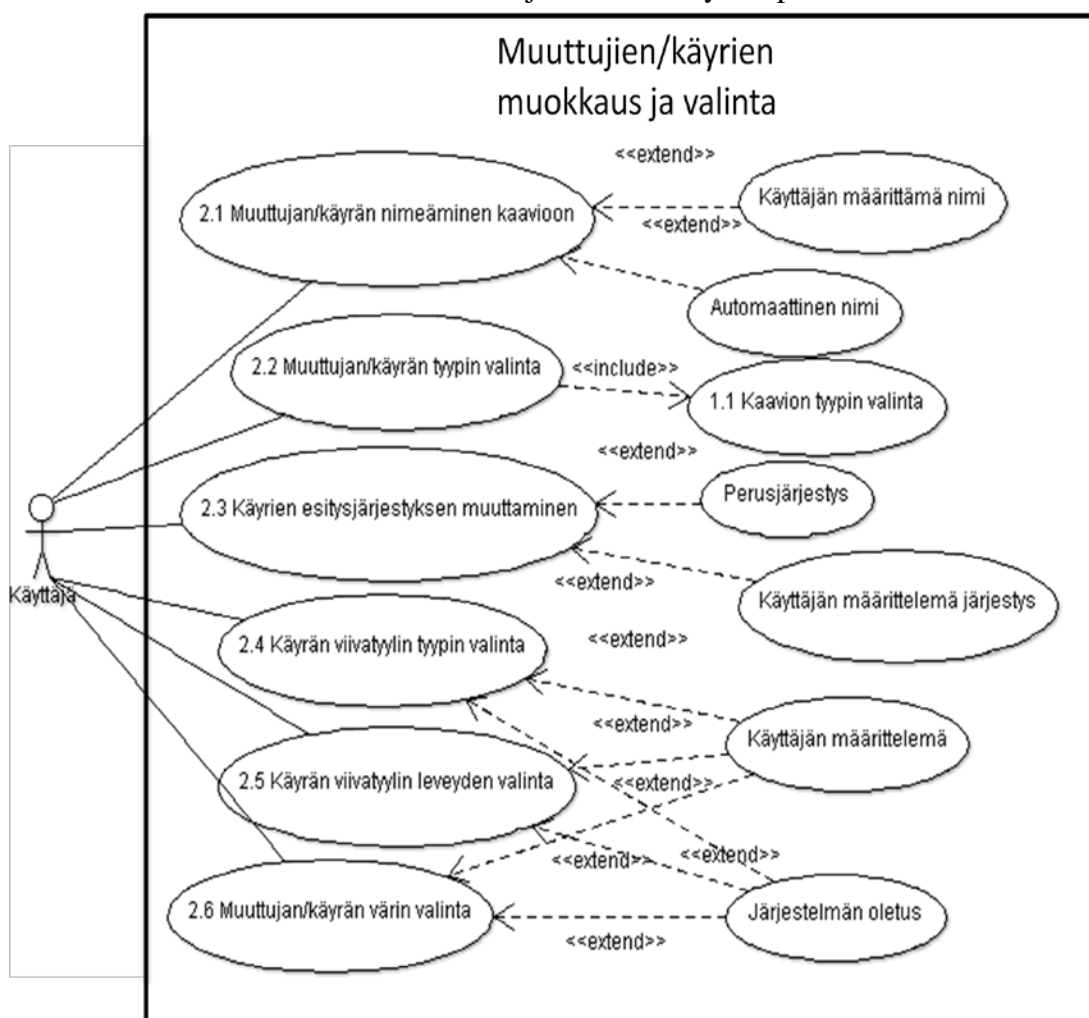 Muuttujien/käyrien
muokkaus ja valinta
<<extend>>
Käyttäjän määrittämä nimi
2.1 Muuttujan/käyrän nimeäminen kaavioon
<<extend>>
Automaattinen nimi
2.2 Muuttujan/käyrän tyypin valinta
<<include>>
1.1 Kaavion tyypin valinta
<<extend>>
Perusjärjestys
2.3 Käyrien esitysjärjestyksen muuttaminen
<<extend>>
Käyttäjän määrittelemä järjestys
Käyttäjä
<<extend>>
2.4 Käyrän viivatyylin tyypin valinta
<<extend>>
Käyttäjän määrittelemä
2.5 Käyrän viivatyylin leveyden valinta
<<extend>>
<<extend>>
<<extend>>
2.6 Muuttujan/käyrän värin valinta
Järjestelmän oletus
<<extend>>